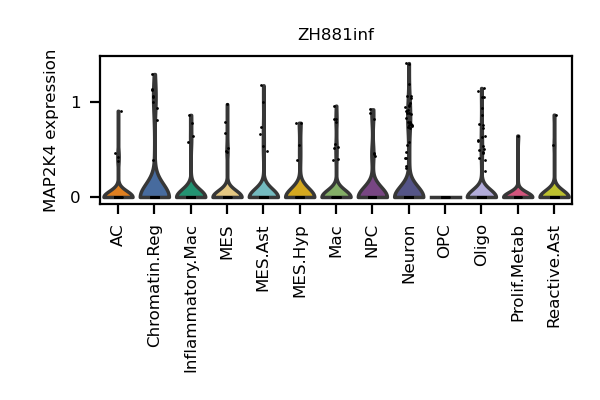 ZH881inf
MAP2K4 expression
1
0
AC
Chromatin.Reg
Inflammatory.Mac
MES
MES.Ast
MES.Hyp
Mac
NPC
Neuron
OPC
Oligo
Prolif.Metab
Reactive.Ast